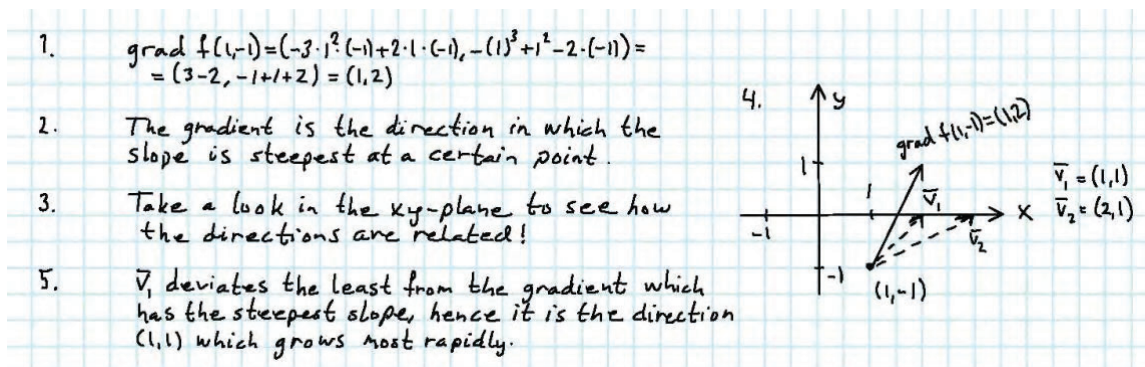 1. grad f(1,-1)=(-3·1²·(-1)+2·1·(-1), -(1)³+1²-2·(-1))=
= (3-2, -1+1+2) = (1,2)
2. The gradient is the direction in which the
slope is steepest at a certain point.
3. Take a look in the xy-plane to see how
the directions are related!
4. y
grad f(1,-1)=(1,2)
1
1
v̄₁
v̄₁ = (1,1)
x
v̄₂ = (2,1)
-1
v̄₂
-1
(1,-1)
5. v̄₁ deviates the least from the gradient which
has the steepest slope, hence it is the direction
(1,1) which grows most rapidly.